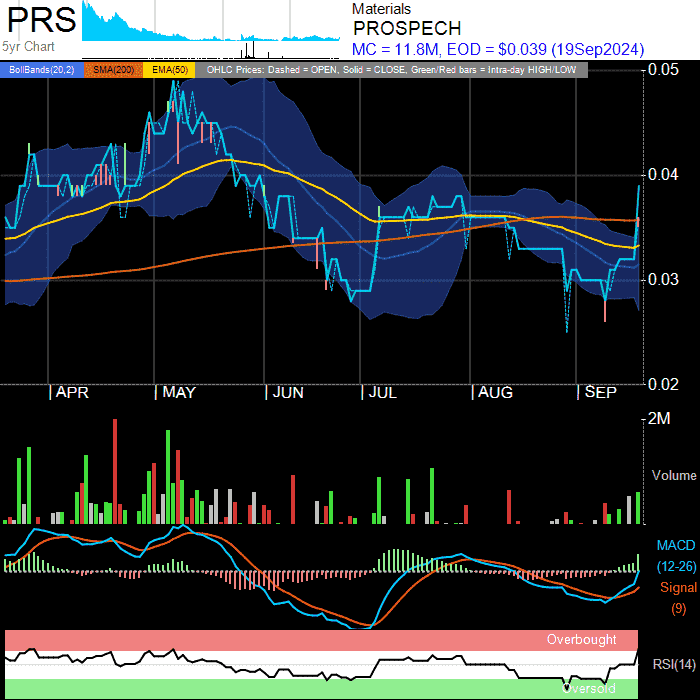 PRS
5yr Chart
Materials
PROSPECH
MC = 11.8M, EOD = $0.039 (19Sep2024)
BollBands(20,2) SMA(200) EMA(50) OHLC Prices: Dashed = OPEN, Solid = CLOSE, Green/Red bars = Intra-day HIGH/LOW
0.05
0.04
0.03
0.02
APR MAY JUN JUL AUG SEP
2M
Volume
MACD
(12-26)
Signal
(9)
Overbought
RSI(14)
Oversold